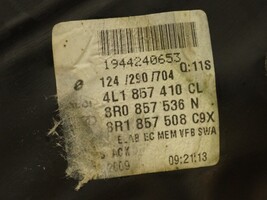 1944240653 Q:11S
124 /290/704
4L1 857 410 CL
8R0 857 536 N
8R1 857 508 C9X
EC MEM VFB SWA
09:21:13